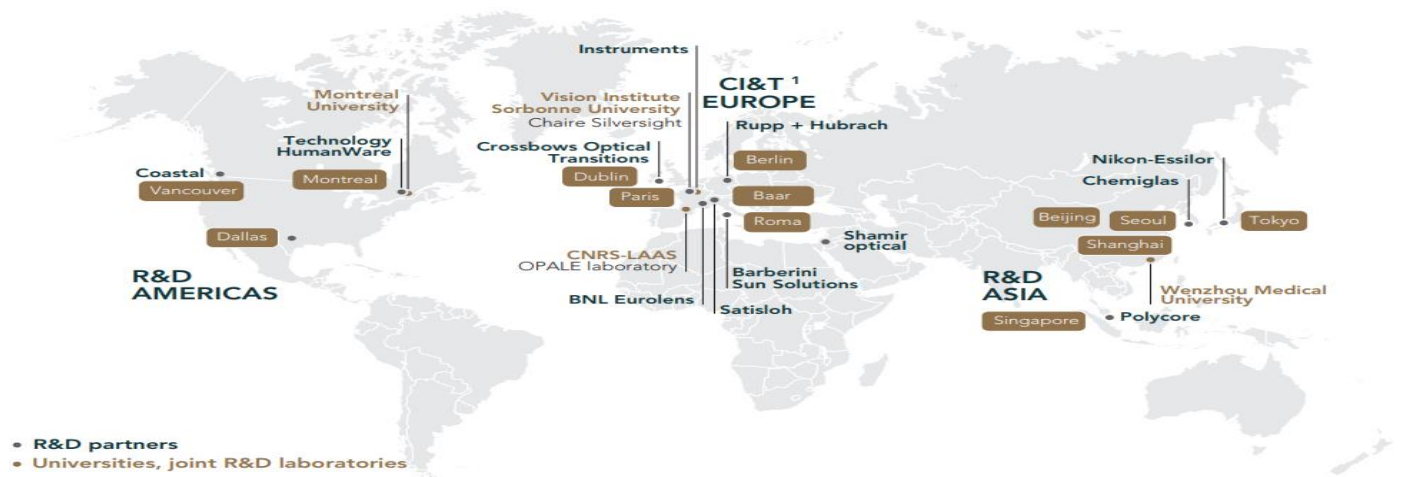 Instruments
CI&T ¹
EUROPE
Montreal
University
Vision Institute
Sorbonne University
Chaire Silversight
Rupp + Hubrach
Technology
HumanWare
Crossbows Optical
Transitions
Berlin
Nikon-Essilor
Coastal
Vancouver
Montreal
Dublin
Paris
Baar
Chemiglas
Beijing
Seoul
Tokyo
Roma
Dallas
Shamir
optical
Shanghai
CNRS-LAAS
OPALE laboratory
R&D
AMERICAS
Barberini
Sun Solutions
R&D
ASIA
Wenzhou Medical
University
BNL Eurolens
Satisloh
Singapore
Polycore
R&D partners
Universities, joint R&D laboratories